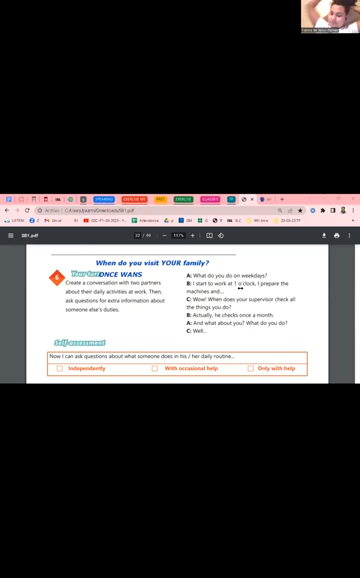 SPEAKING
EXERCISE MT
EXERCISE
CLASSIFY
Archivo
C:/
001.pdf
22 / 49
157%
When do you visit YOUR family?
6
Your turn
ONCE WANS
Create a conversation with two partners
about their daily activities at work. Then,
ask questions for extra information about
someone else's duties.
A: What do you do on weekdays?
B: I start to work at 1 o'clock, I prepare the
machines and...
C: Wow! When does your supervisor check all
the things you do?
B: Actually, he checks once a month.
A: And what about you? What do you do?
C: Well...
Self-assessment
Now I can ask questions about what someone does in his / her daily routine...
Independently
With occasional help
Only with help